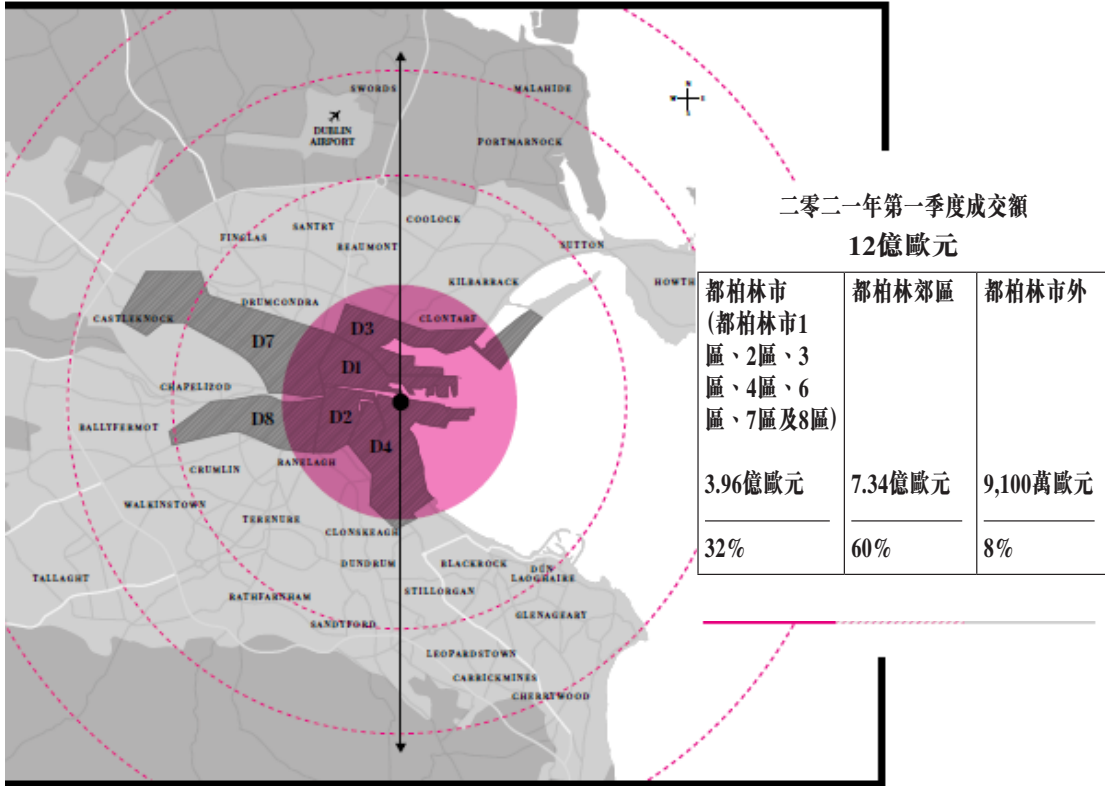 SWORDS
MALAHIDE
N
W E
S
DUBLIN
AIRPORT
PORTMARNOCK
COOLOCK
SANTRY
FINGLAS
BEAUMONT
SUTTON
HOWTH
KILBARRACK
DRUMCONDRA
CASTLEKNOCK
CLONTARF
D3
D7
D1
CHAPELIZOD
BALLYFERMOT
D8
D2
D4
RANELAGH
CRUMLIN
WALKINSTOWN
TERENURE
CLONSKEAGH
DUNDRUM
BLACKROCK
DUN
LAOGHAIRE
TALLAGHT
STILLORGAN
RATHFARNHAM
GLENAGEARY
SANDYFORD
LEOPARDSTOWN
CARRICKMINES
CHERRYWOOD
二零二一年第一季度成交額
12億歐元
都柏林市
(都柏林市1
區、2區、3
區、4區、6
區、7區及8區)
都柏林郊區
都柏林市外
3.96億歐元
7.34億歐元
9,100萬歐元
32%
60%
8%